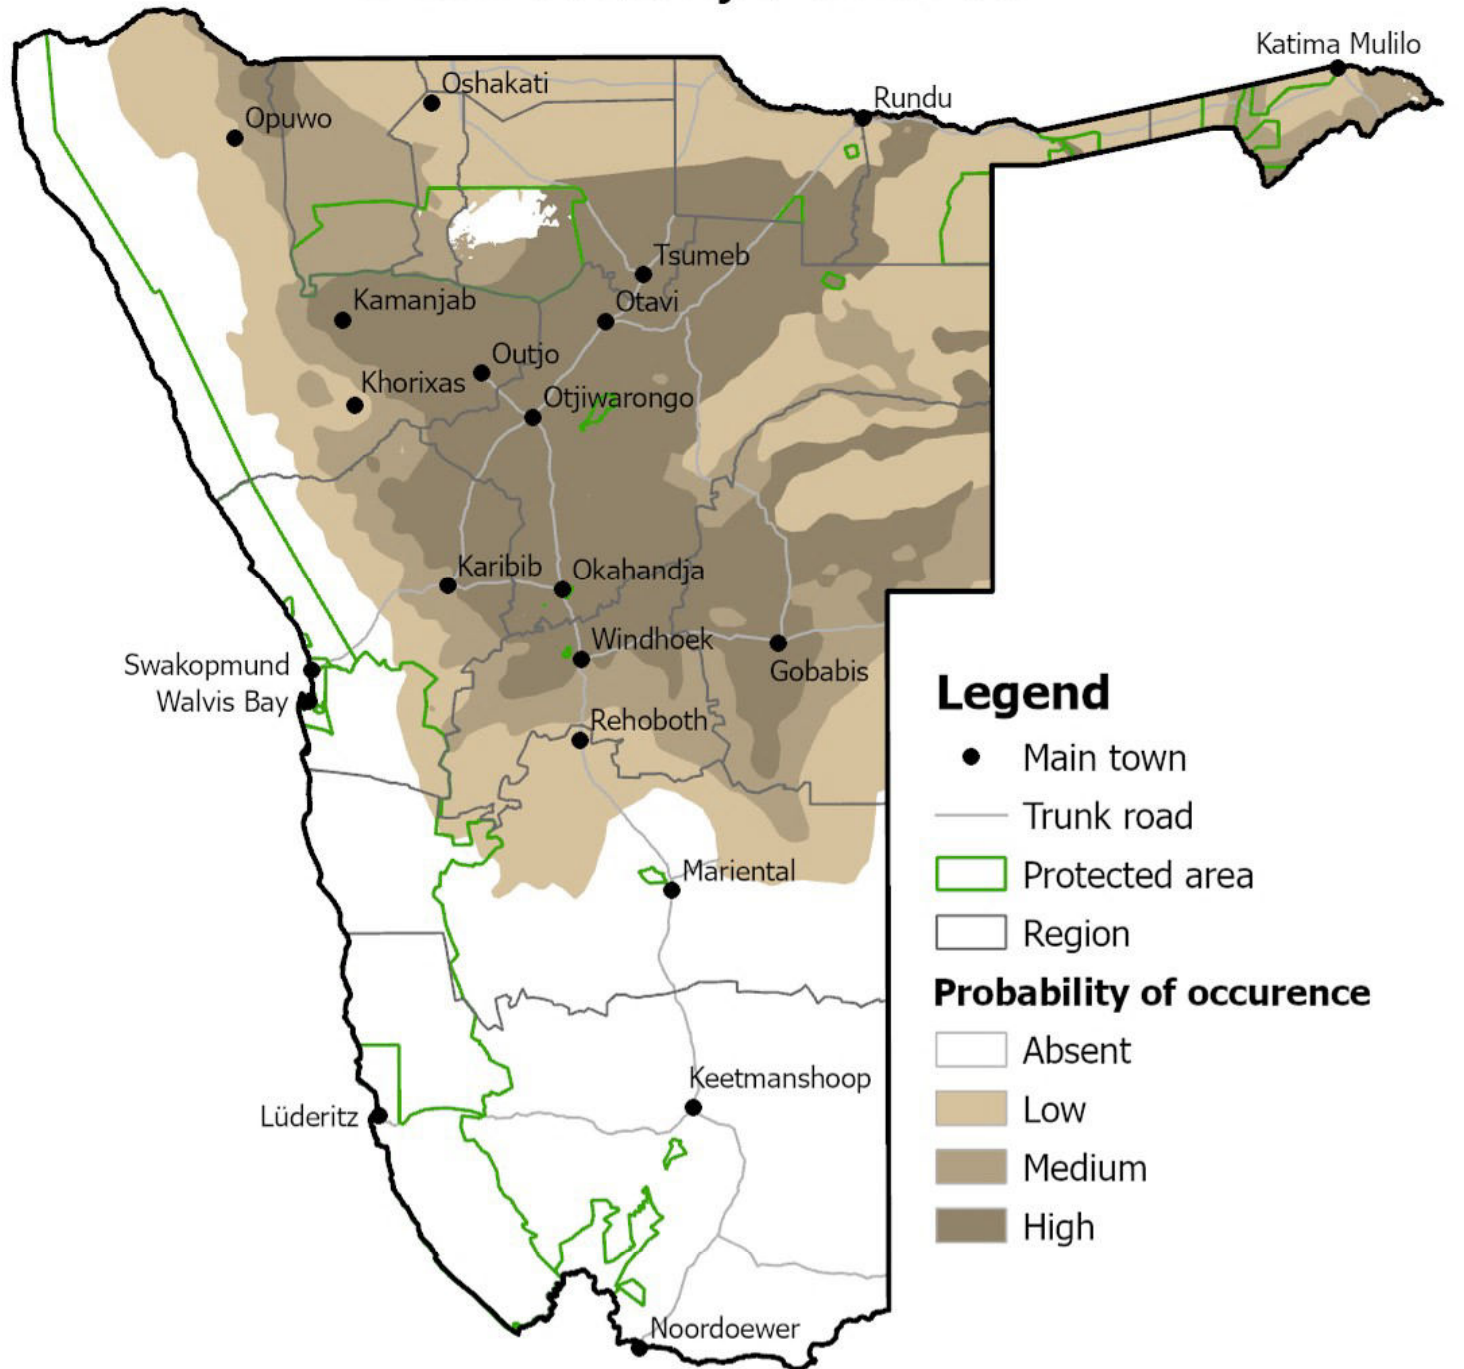 Katima Mulilo
Oshakati
Rundu
Opuwo
Tsumeb
Kamanjab
Otavi
Outjo
Khorixas
Otjiwarongo
Karibib
Okahandja
Windhoek
Swakopmund
Gobabis
Walvis Bay
Rehoboth
Mariental
Keetmanshoop
Lüderitz
Noordoewer
Legend
Main town
Trunk road
Protected area
Region
Probability of occurence
Absent
Low
Medium
High